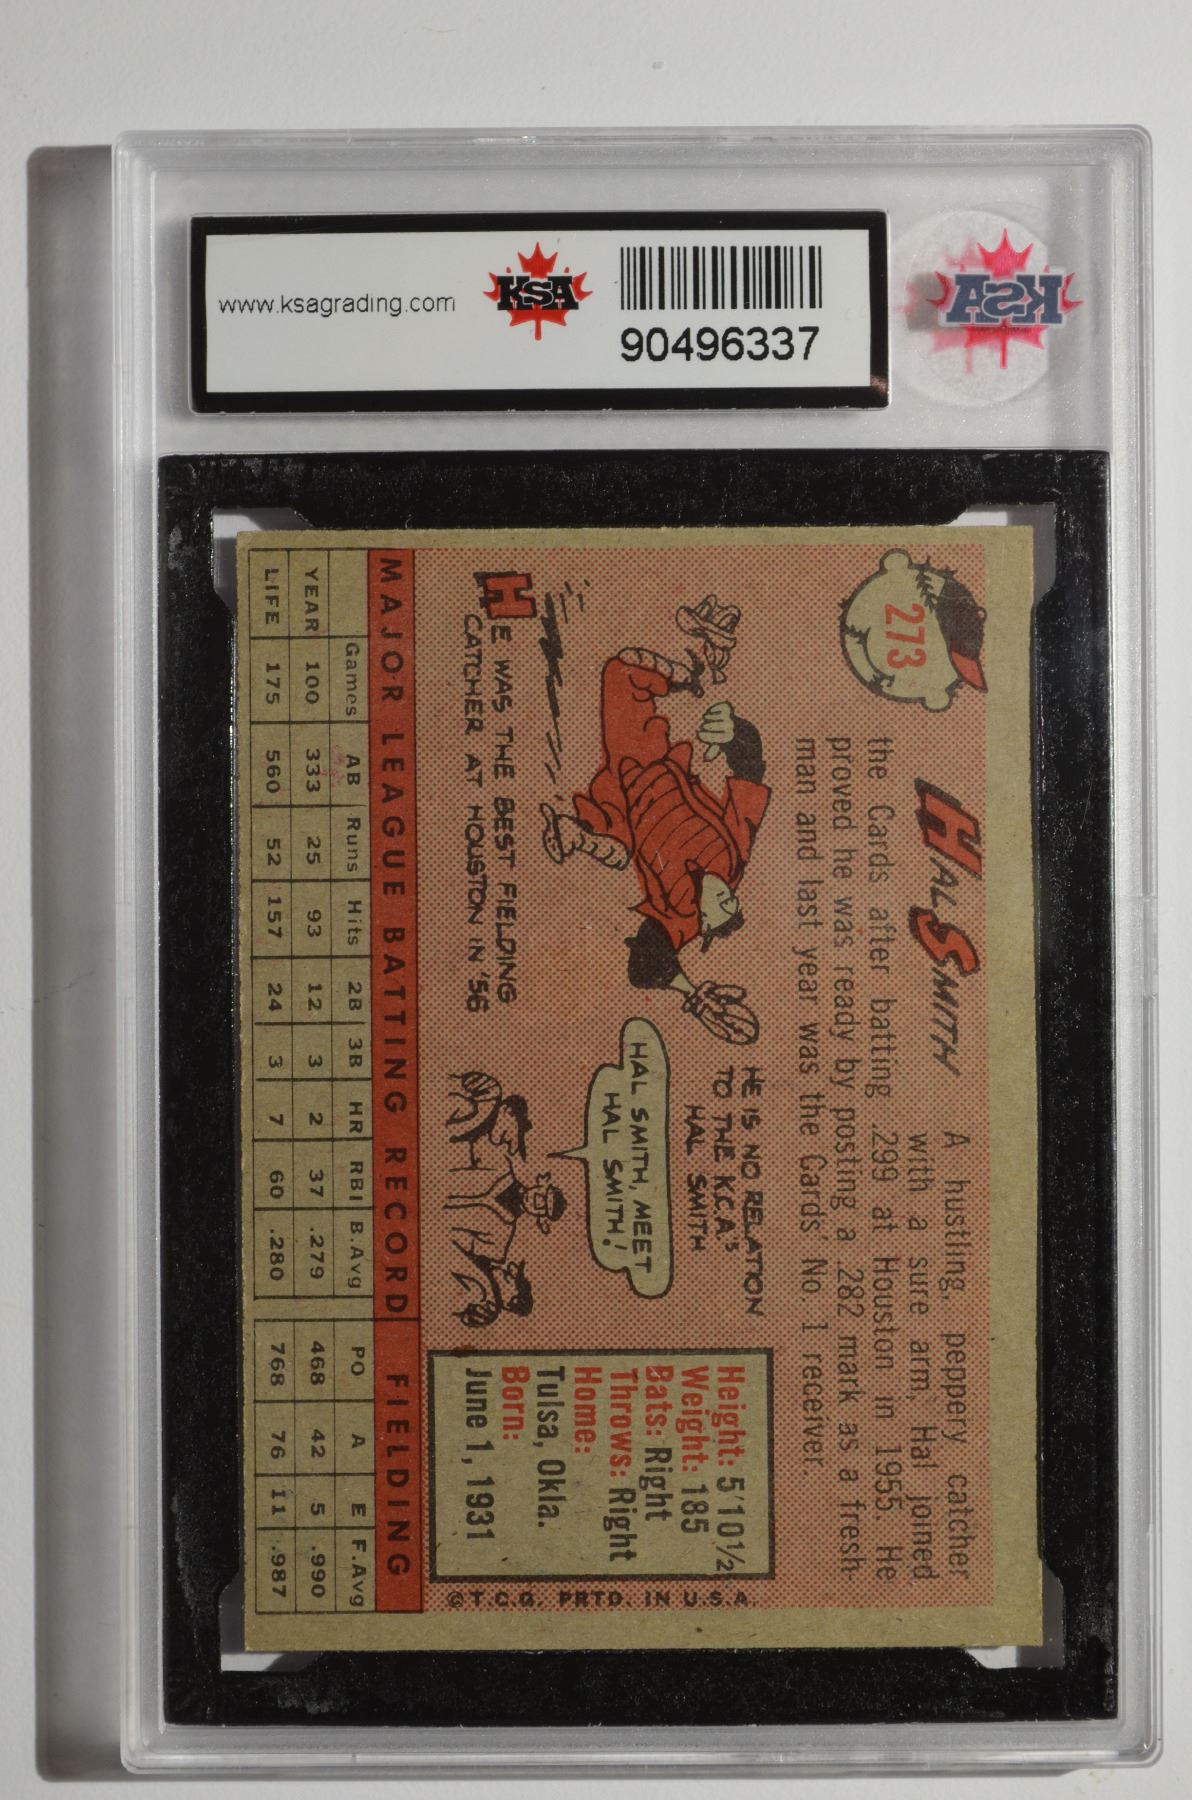 www.ksagrading.com
KSA
90496337
KSA
273
HAL SMITH
A hustling, peppery catcher
with a sure arm, Hal joined
the Cards after batting .299 at Houston in 1955. He
proved he was ready by posting a .282 mark as a fresh-
man and last year was the Cards' No 1 receiver.
HE IS NO RELATION
TO THE K.C.A'S
HAL SMITH
HAL SMITH, MEET
HAL SMITH!
HE WAS THE BEST FIELDING
CATCHER AT HOUSTON IN '56
Height: 5'10½
Weight: 185
Bats: Right
Throws: Right
Home:
Tulsa, Okla.
Born:
June 1, 1931
©T.C.G. PRTD. IN U.S.A.
MAJOR LEAGUE BATTING RECORD FIELDING
Games AB Runs Hits 2B 3B HR RBI B.Avg PO A E F.Avg
YEAR 100 333 25 93 12 3 2 37 .279 468 42 5 .990
LIFE 175 560 52 157 24 3 7 60 .280 768 76 11 .987